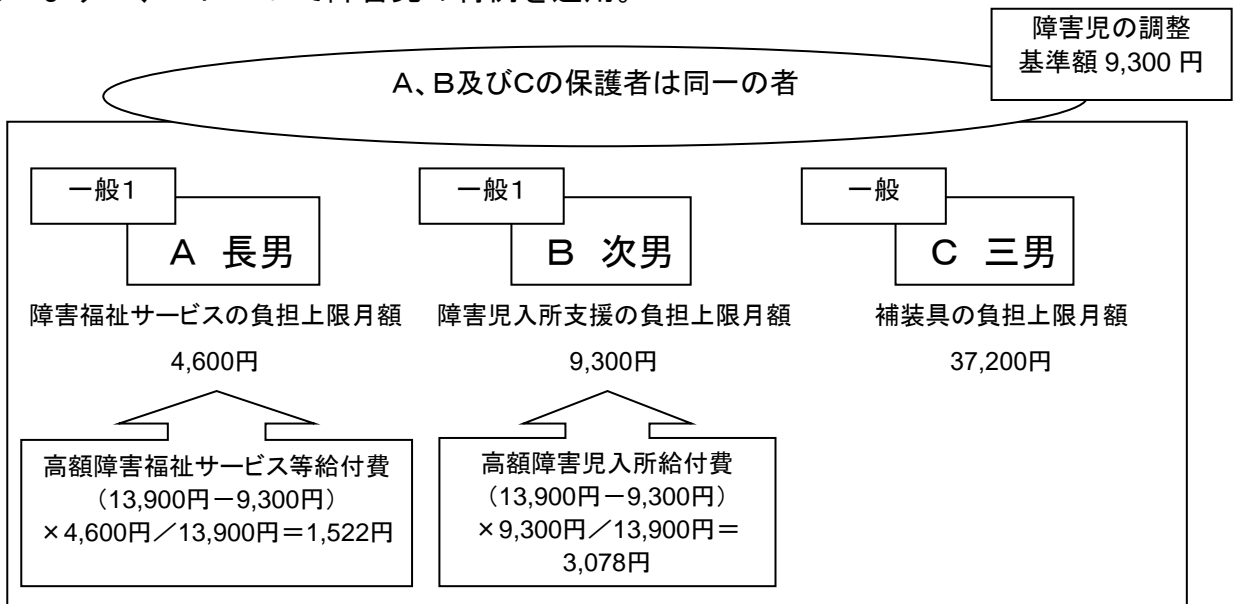 障害児の調整
基準額 9,300 円
A、B及びCの保護者は同一の者
一般1
A 長男
障害福祉サービスの負担上限月額
4,600円
高額障害福祉サービス等給付費
(13,900円-9,300円)
×4,600円/13,900円=1,522円
一般1
B 次男
障害児入所支援の負担上限月額
9,300円
高額障害児入所給付費
(13,900円-9,300円)
×9,300円/13,900円=
3,078円
一般
C 三男
補装具の負担上限月額
37,200円